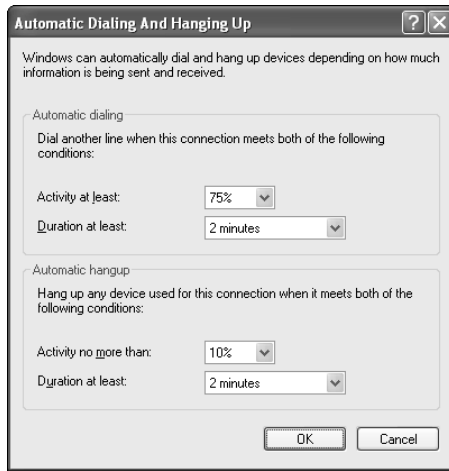 Automatic Dialing And Hanging Up
Windows can automatically dial and hang up devices depending on how much
information is being sent and received.
Automatic dialing
Dial another line when this connection meets both of the following
conditions:
Activity at least: 75%
Duration at least: 2 minutes
Automatic hangup
Hang up any device used for this connection when it meets both of the
following conditions:
Activity no more than: 10%
Duration at least: 2 minutes
OK Cancel